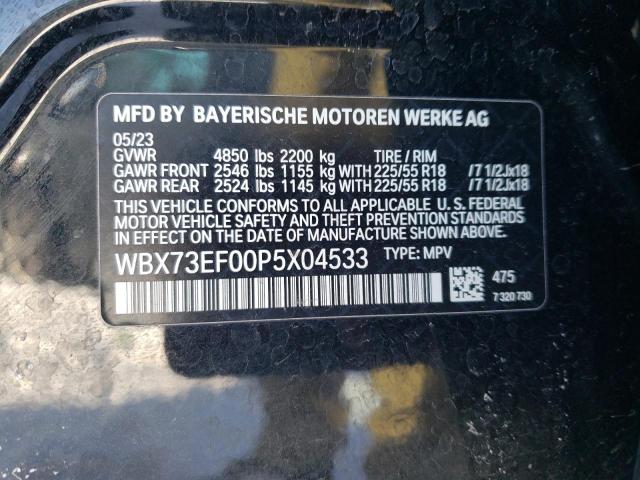 MFD BY BAYERISCHE MOTOREN WERKE AG
05/23
GVWR 4850 lbs 2200 kg TIRE / RIM
GAWR FRONT 2546 lbs 1155 kg WITH 225/55 R18 /7 1/2Jx18
GAWR REAR 2524 lbs 1145 kg WITH 225/55 R18 /7 1/2Jx18
THIS VEHICLE CONFORMS TO ALL APPLICABLE U. S. FEDERAL
MOTOR VEHICLE SAFETY AND THEFT PREVENTION STANDARDS
IN EFFECT ON THE DATE OF MANUFACTURE SHOWN ABOVE.
WBX73EF00P5X04533 TYPE: MPV
475
7 320 730